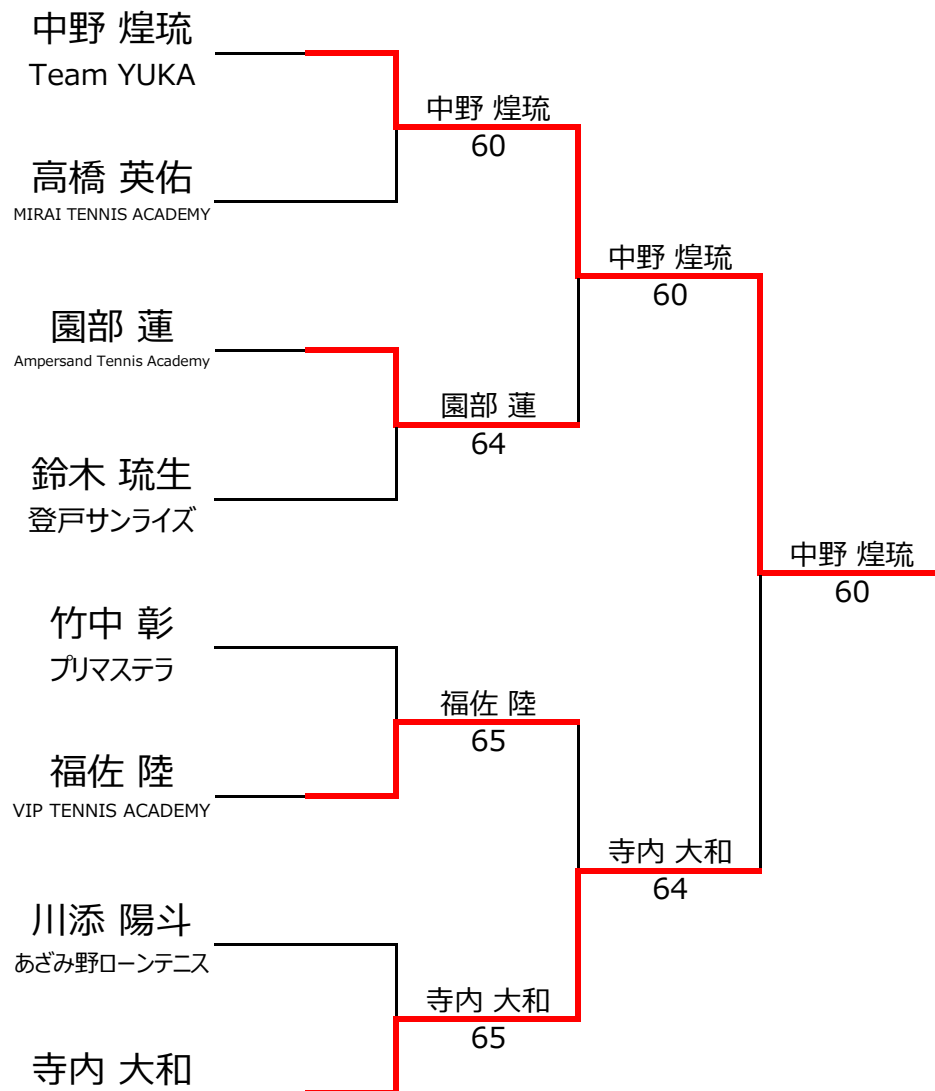 中野 煌琉
Team YUKA
中野 煌琉
60
高橋 英佑
MIRAI TENNIS ACADEMY
中野 煌琉
60
園部 蓮
Ampersand Tennis Academy
園部 蓮
64
鈴木 琉生
登戸サンライズ
中野 煌琉
60
竹中 彰
プリマステラ
福佐 陸
65
福佐 陸
VIP TENNIS ACADEMY
寺内 大和
64
川添 陽斗
あざみ野ローンテニス
寺内 大和
65
寺内 大和